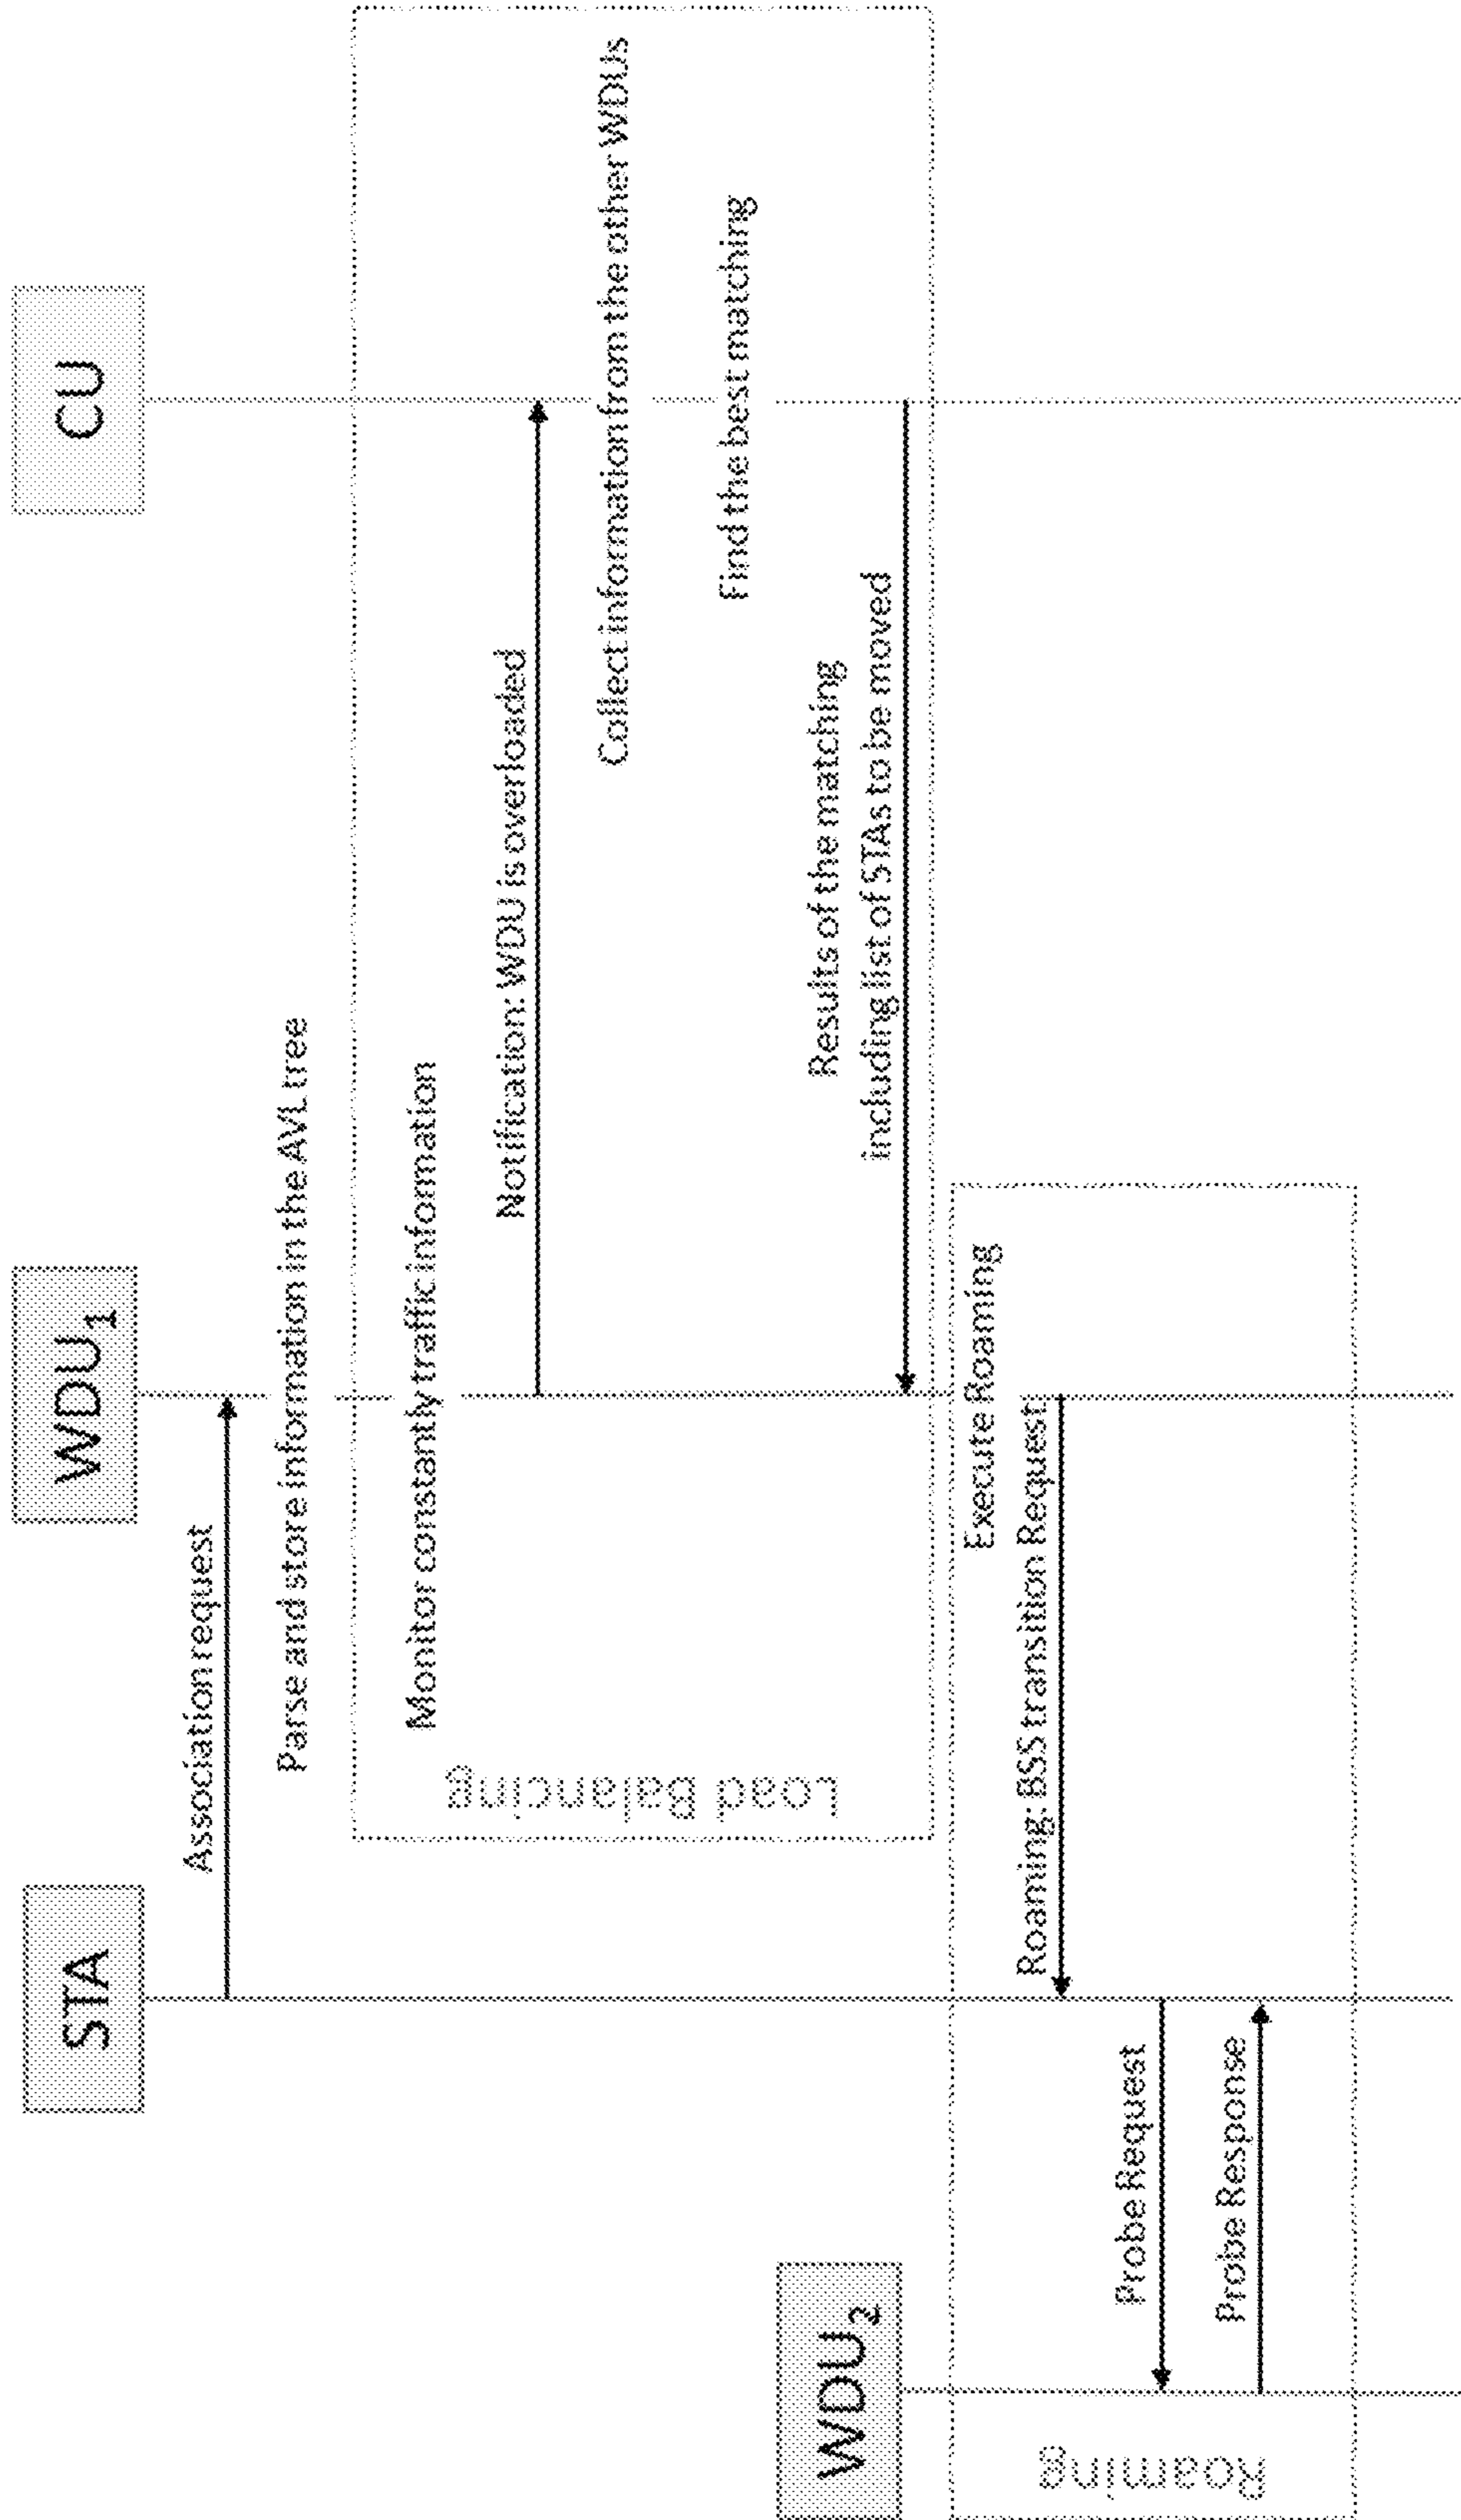 STA
WDU1
CU
Association request
Parse and store information in the AVL tree
Load Balancing
Monitor constantly traffic information
Notification: WDU is overloaded
Collect information from the other WDUs
Find the best matching
WDU2
Results of the matching
including list of STAs to be moved
Roaming
Execute Roaming
Roaming: BSS transition Request
Probe Request
Probe Response